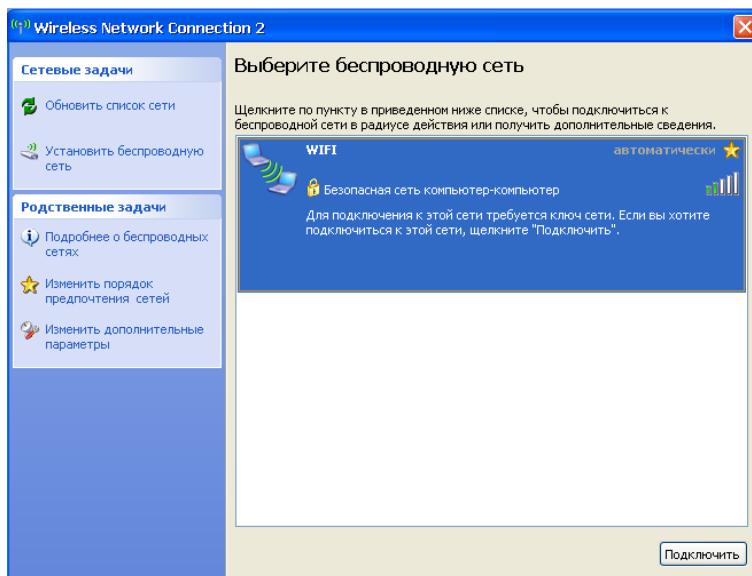 Wireless Network Connection 2
Сетевые задачи
Обновить список сети
Установить беспроводную
сеть
Родственные задачи
Подробнее о беспроводных
сетях
Изменить порядок
предпочтения сетей
Изменить дополнительные
параметры
Выберите беспроводную сеть
Щелкните по пункту в приведенном ниже списке, чтобы подключиться к
беспроводной сети в радиусе действия или получить дополнительные сведения.
WIFI автоматически
Безопасная сеть компьютер-компьютер
Для подключения к этой сети требуется ключ сети. Если вы хотите
подключиться к этой сети, щелкните "Подключить".
Подключить